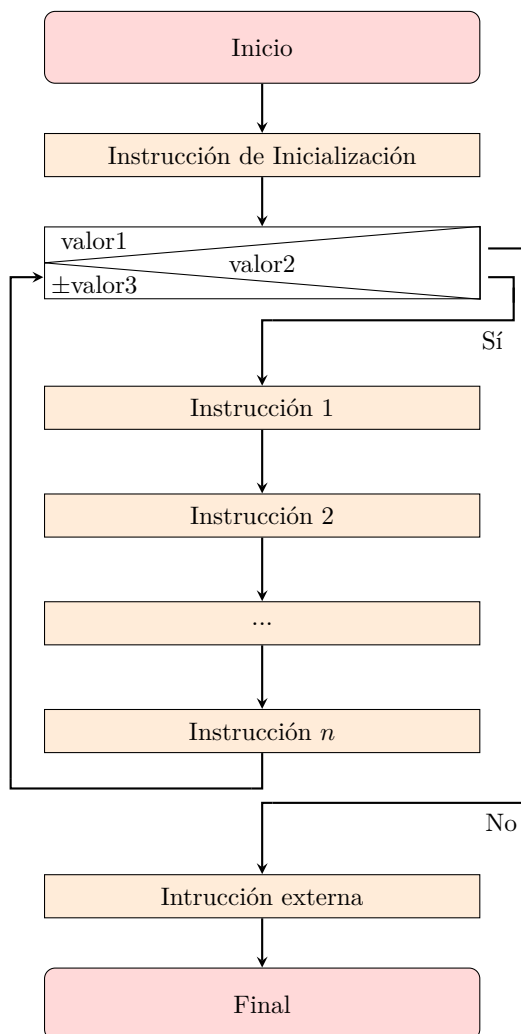 Inicio
Instrucción de Inicialización
valor1
valor2
±valor3
Sí
Instrucción 1
Instrucción 2
...
Instrucción n
No
Intrucción externa
Final